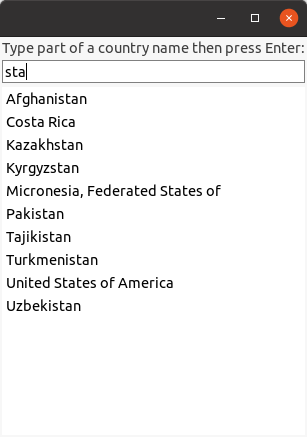 Type part of a country name then press Enter:
sta
Afghanistan
Costa Rica
Kazakhstan
Kyrgyzstan
Micronesia, Federated States of
Pakistan
Tajikistan
Turkmenistan
United States of America
Uzbekistan